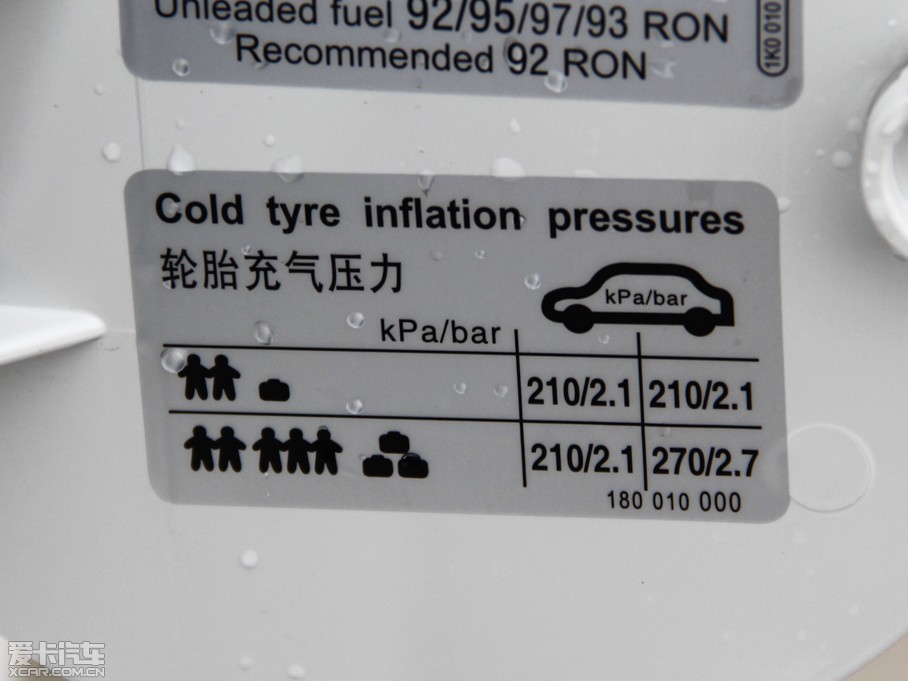 Unleaded fuel 92/95/97/93 RON
Recommended 92 RON
1K0 010
Cold tyre inflation pressures
轮胎充气压力
kPa/bar
kPa/bar
210/2.1 210/2.1
210/2.1 270/2.7
180 010 000
爱卡汽车
XCAR.COM.CN